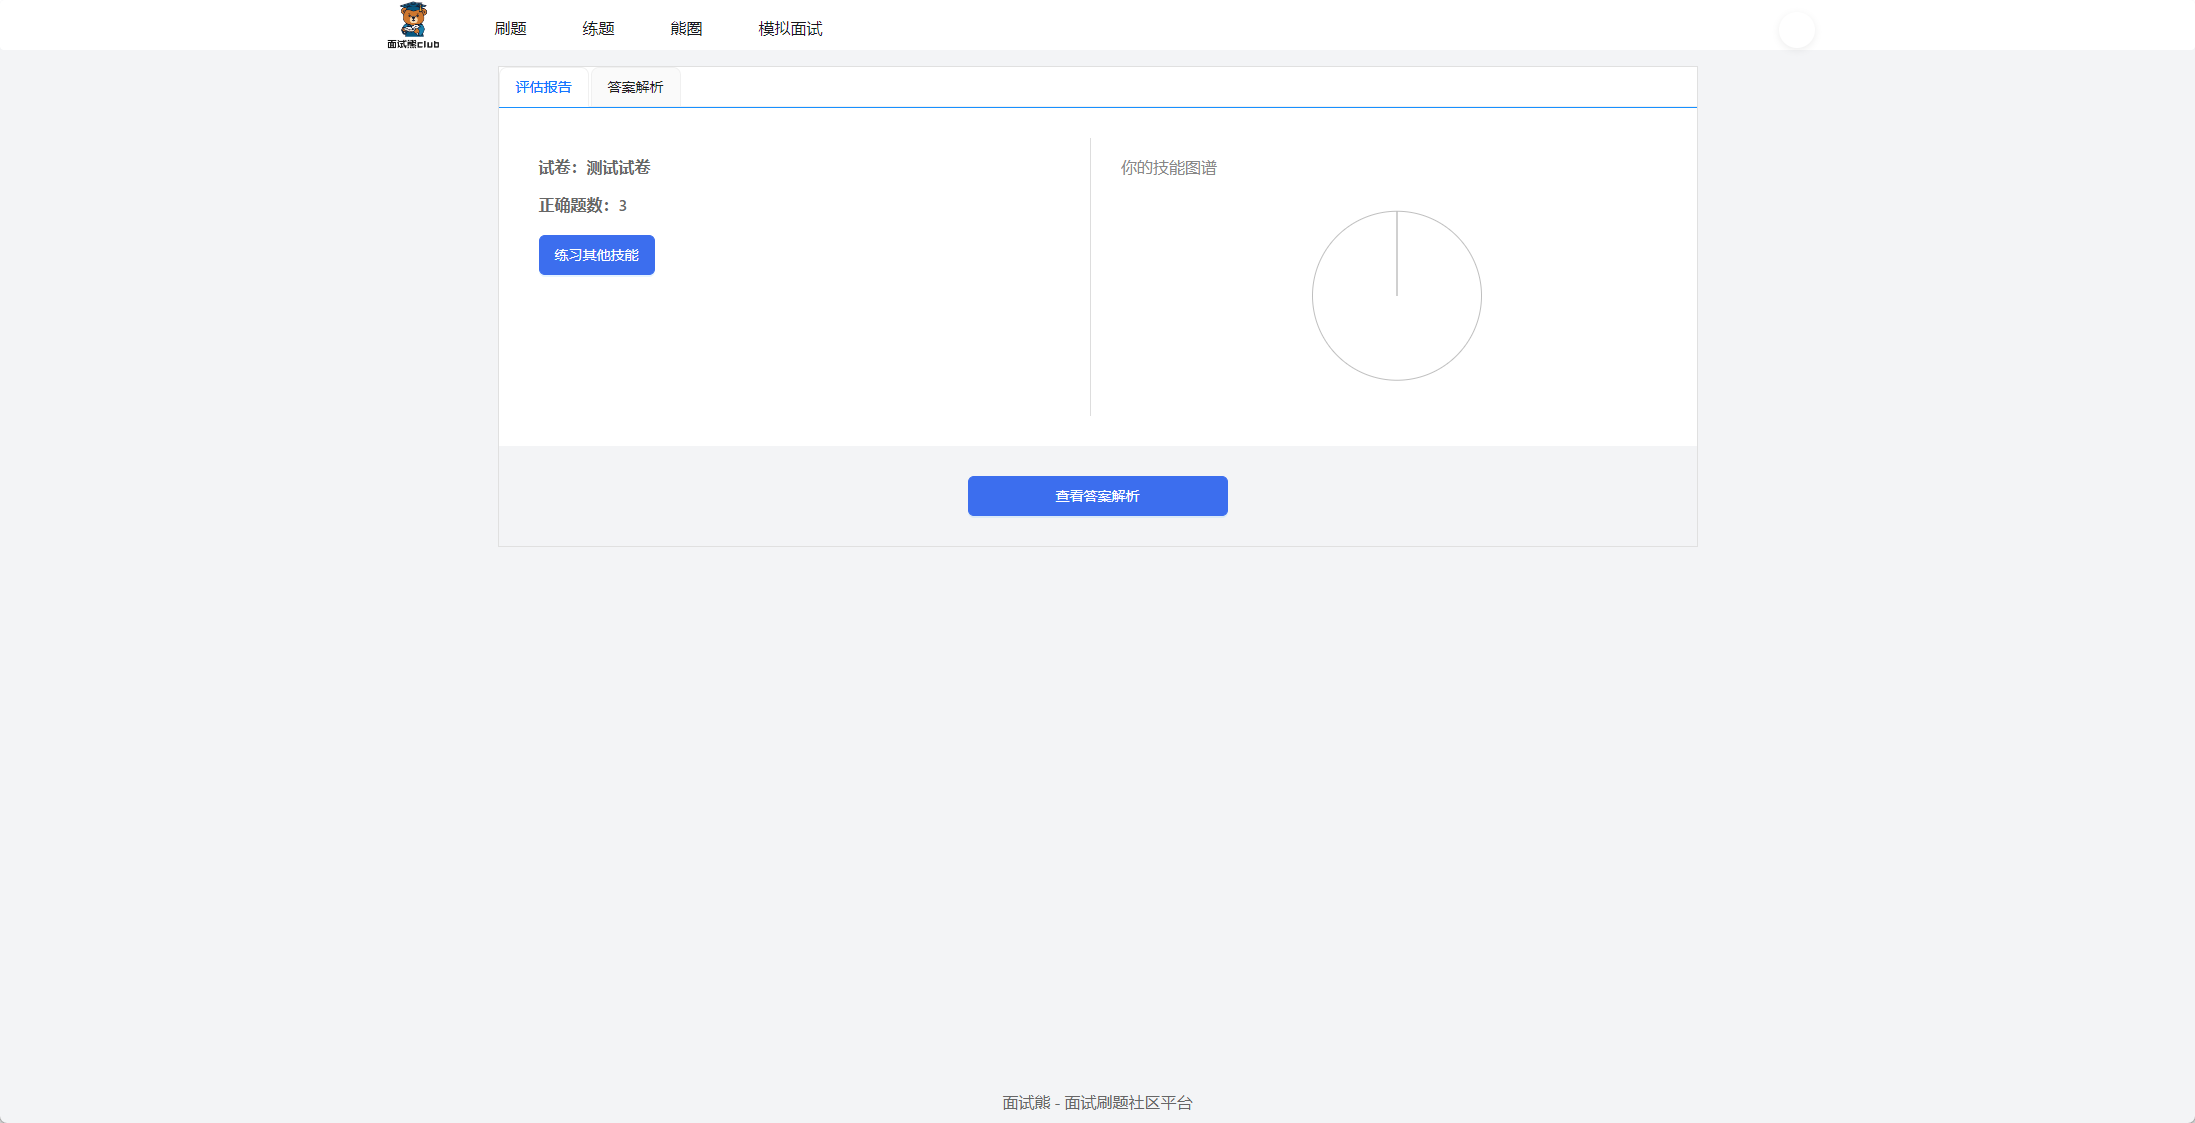 面试熊club
刷题 练题 熊圈 模拟面试
评估报告 答案解析
试卷：测试试卷
正确题数：3
练习其他技能
你的技能图谱
查看答案解析
面试熊 - 面试刷题社区平台